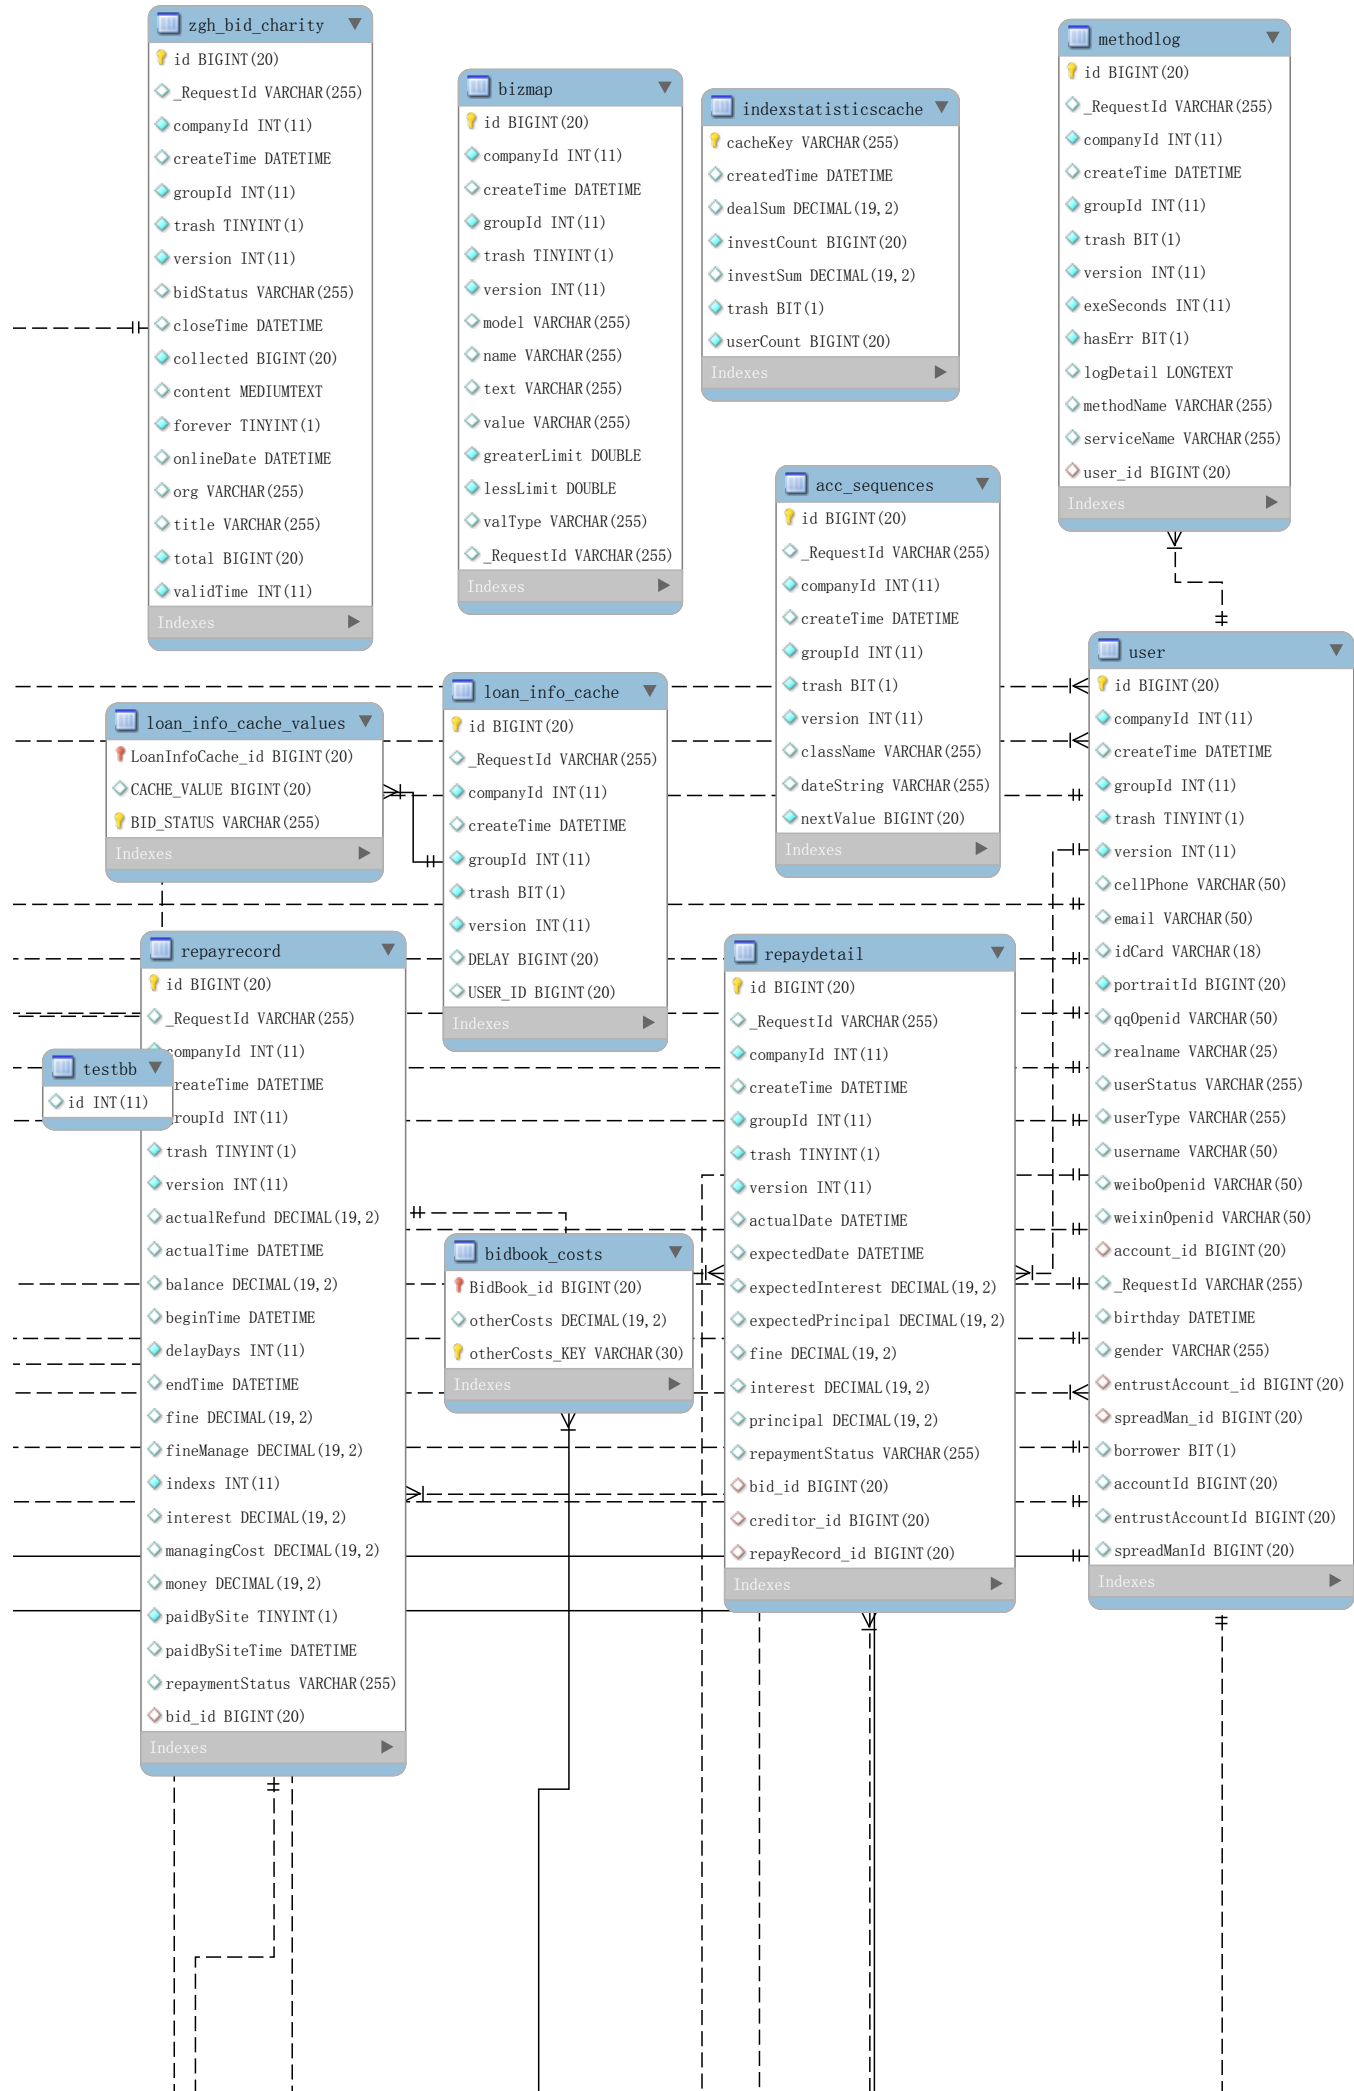 zgh_bid_charity
id BIGINT(20)
_RequestId VARCHAR(255)
companyId INT(11)
createTime DATETIME
groupId INT(11)
trash TINYINT(1)
version INT(11)
bidStatus VARCHAR(255)
closeTime DATETIME
collected BIGINT(20)
content MEDIUMTEXT
forever TINYINT(1)
onlineDate DATETIME
org VARCHAR(255)
title VARCHAR(255)
total BIGINT(20)
validTime INT(11)
Indexes
bizmap
id BIGINT(20)
companyId INT(11)
createTime DATETIME
groupId INT(11)
trash TINYINT(1)
version INT(11)
model VARCHAR(255)
name VARCHAR(255)
text VARCHAR(255)
value VARCHAR(255)
greaterLimit DOUBLE
lessLimit DOUBLE
valType VARCHAR(255)
_RequestId VARCHAR(255)
Indexes
indexstatisticscache
cacheKey VARCHAR(255)
createdTime DATETIME
dealSum DECIMAL(19,2)
investCount BIGINT(20)
investSum DECIMAL(19,2)
trash BIT(1)
userCount BIGINT(20)
Indexes
methodlog
id BIGINT(20)
_RequestId VARCHAR(255)
companyId INT(11)
createTime DATETIME
groupId INT(11)
trash BIT(1)
version INT(11)
exeSeconds INT(11)
hasErr BIT(1)
logDetail LONGTEXT
methodName VARCHAR(255)
serviceName VARCHAR(255)
user_id BIGINT(20)
Indexes
acc_sequences
id BIGINT(20)
_RequestId VARCHAR(255)
companyId INT(11)
createTime DATETIME
groupId INT(11)
trash BIT(1)
version INT(11)
className VARCHAR(255)
dateString VARCHAR(255)
nextValue BIGINT(20)
Indexes
loan_info_cache_values
LoanInfoCache_id BIGINT(20)
CACHE_VALUE BIGINT(20)
BID_STATUS VARCHAR(255)
Indexes
loan_info_cache
id BIGINT(20)
_RequestId VARCHAR(255)
companyId INT(11)
createTime DATETIME
groupId INT(11)
trash BIT(1)
version INT(11)
DELAY BIGINT(20)
USER_ID BIGINT(20)
Indexes
user
id BIGINT(20)
companyId INT(11)
createTime DATETIME
groupId INT(11)
trash TINYINT(1)
version INT(11)
cellPhone VARCHAR(50)
email VARCHAR(50)
idCard VARCHAR(18)
portraitId BIGINT(20)
qqOpenid VARCHAR(50)
realname VARCHAR(25)
userStatus VARCHAR(255)
userType VARCHAR(255)
username VARCHAR(50)
weiboOpenid VARCHAR(50)
weixinOpenid VARCHAR(50)
account_id BIGINT(20)
_RequestId VARCHAR(255)
birthday DATETIME
gender VARCHAR(255)
entrustAccount_id BIGINT(20)
spreadMan_id BIGINT(20)
borrower BIT(1)
accountId BIGINT(20)
entrustAccountId BIGINT(20)
spreadManId BIGINT(20)
Indexes
repayrecord
id BIGINT(20)
_RequestId VARCHAR(255)
companyId INT(11)
reateTime DATETIME
roupId INT(11)
trash TINYINT(1)
version INT(11)
actualRefund DECIMAL(19,2)
actualTime DATETIME
balance DECIMAL(19,2)
beginTime DATETIME
delayDays INT(11)
endTime DATETIME
fine DECIMAL(19,2)
fineManage DECIMAL(19,2)
indexs INT(11)
interest DECIMAL(19,2)
managingCost DECIMAL(19,2)
money DECIMAL(19,2)
paidBySite TINYINT(1)
paidBySiteTime DATETIME
repaymentStatus VARCHAR(255)
bid_id BIGINT(20)
Indexes
testbb
id INT(11)
bidbook_costs
BidBook_id BIGINT(20)
otherCosts DECIMAL(19,2)
otherCosts_KEY VARCHAR(30)
Indexes
repaydetail
id BIGINT(20)
_RequestId VARCHAR(255)
companyId INT(11)
createTime DATETIME
groupId INT(11)
trash TINYINT(1)
version INT(11)
actualDate DATETIME
expectedDate DATETIME
expectedInterest DECIMAL(19,2)
expectedPrincipal DECIMAL(19,2)
fine DECIMAL(19,2)
interest DECIMAL(19,2)
principal DECIMAL(19,2)
repaymentStatus VARCHAR(255)
bid_id BIGINT(20)
creditor_id BIGINT(20)
repayRecord_id BIGINT(20)
Indexes